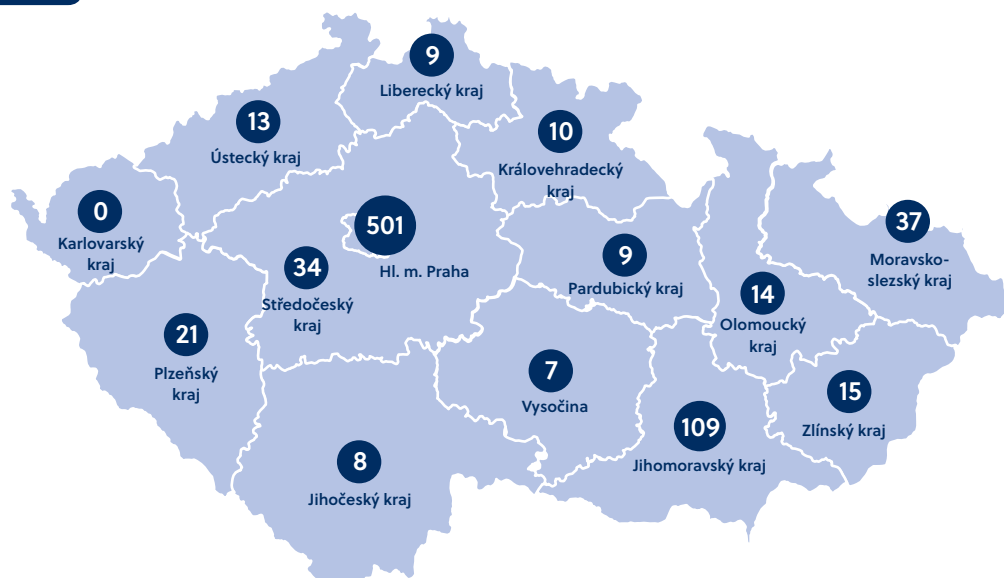 9
Liberecký kraj
13
Ústecký kraj
10
Královehradecký
kraj
0
Karlovarský
kraj
501
Hl. m. Praha
34
Středočeský
kraj
9
Pardubický kraj
37
Moravsko-
slezský kraj
14
Olomoucký
kraj
21
Plzeňský
kraj
7
Vysočina
15
Zlínský kraj
109
Jihomoravský kraj
8
Jihočeský kraj